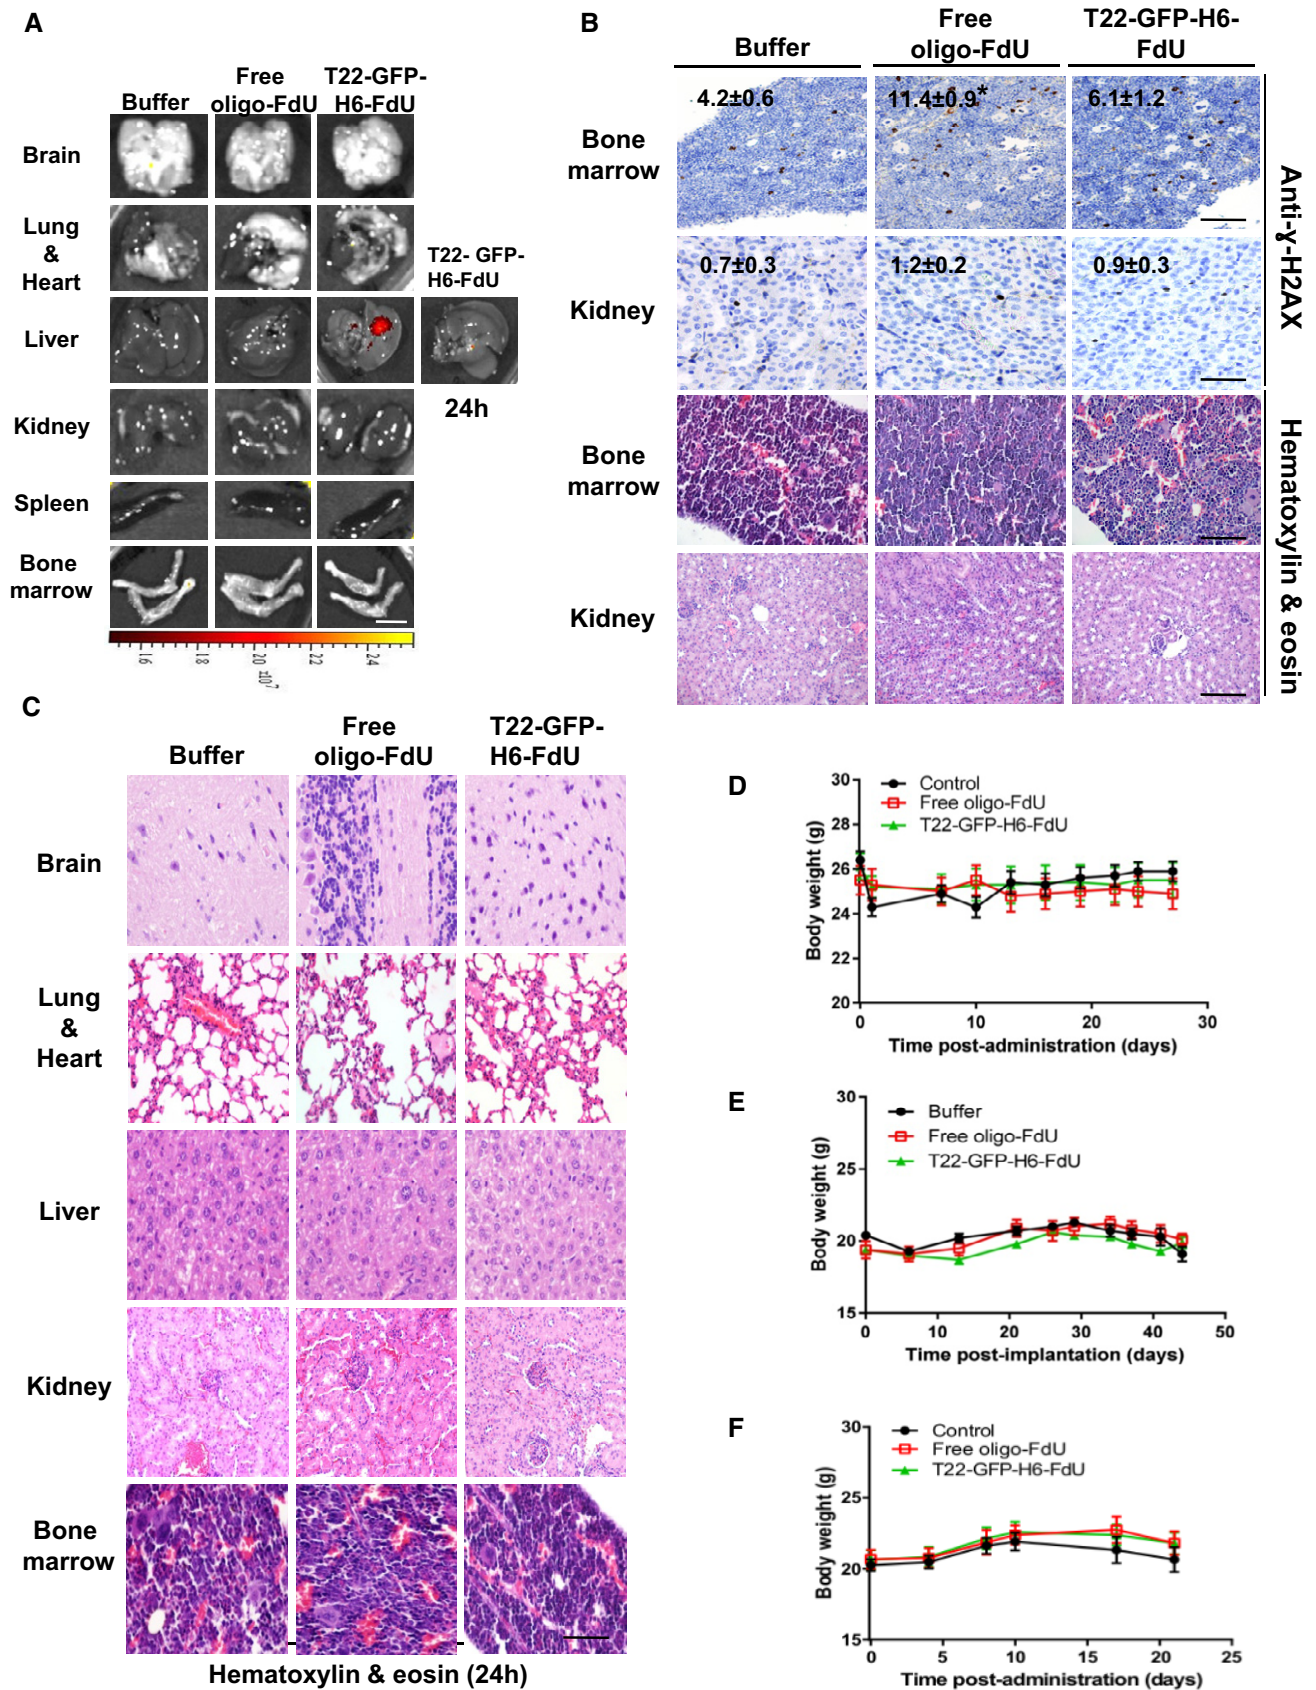 A
Buffer
Free
oligo-FdU
T22-GFP-
H6-FdU
Brain
Lung
&
Heart
T22- GFP-
H6-FdU
Liver
24h
Kidney
Spleen
Bone
marrow
1.6 1.8 20 22 24
x10^7
B
Buffer
Free
oligo-FdU
T22-GFP-H6-
FdU
Bone
marrow
4.2±0.6
11.4±0.9*
6.1±1.2
Kidney
0.7±0.3
1.2±0.2
0.9±0.3
Anti-ɣ-H2AX
Bone
marrow
Kidney
Hematoxylin & eosin
C
Buffer
Free
oligo-FdU
T22-GFP-
H6-FdU
Brain
Lung
&
Heart
Liver
Kidney
Bone
marrow
Hematoxylin & eosin (24h)
D
Control
Free oligo-FdU
T22-GFP-H6-FdU
Body weight (g)
30
28
26
24
22
20
0 10 20 30
Time post-administration (days)
E
Buffer
Free oligo-FdU
T22-GFP-H6-FdU
Body weight (g)
30
25
20
15
0 10 20 30 40 50
Time post-implantation (days)
F
Control
Free oligo-FdU
T22-GFP-H6-FdU
Body weight (g)
30
25
20
15
0 5 10 15 20 25
Time post-administration (days)